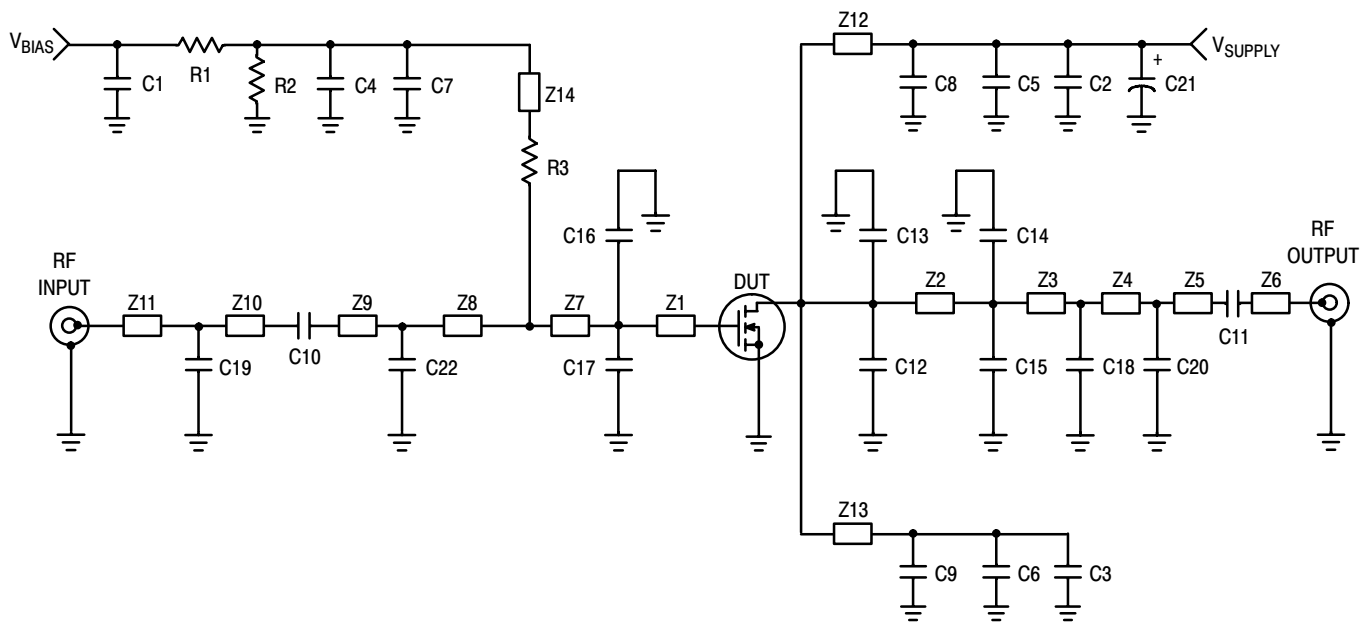 VBIAS
C1
R1
R2
C4
C7
Z14
R3
Z12
C8
C5
C2
+
C21
VSUPPLY
C16
C13
C14
RF
INPUT
Z11
Z10
Z9
Z8
Z7
Z1
DUT
Z2
Z3
Z4
Z5
Z6
RF
OUTPUT
C19
C10
C22
C17
C12
C15
C18
C20
C11
Z13
C9
C6
C3